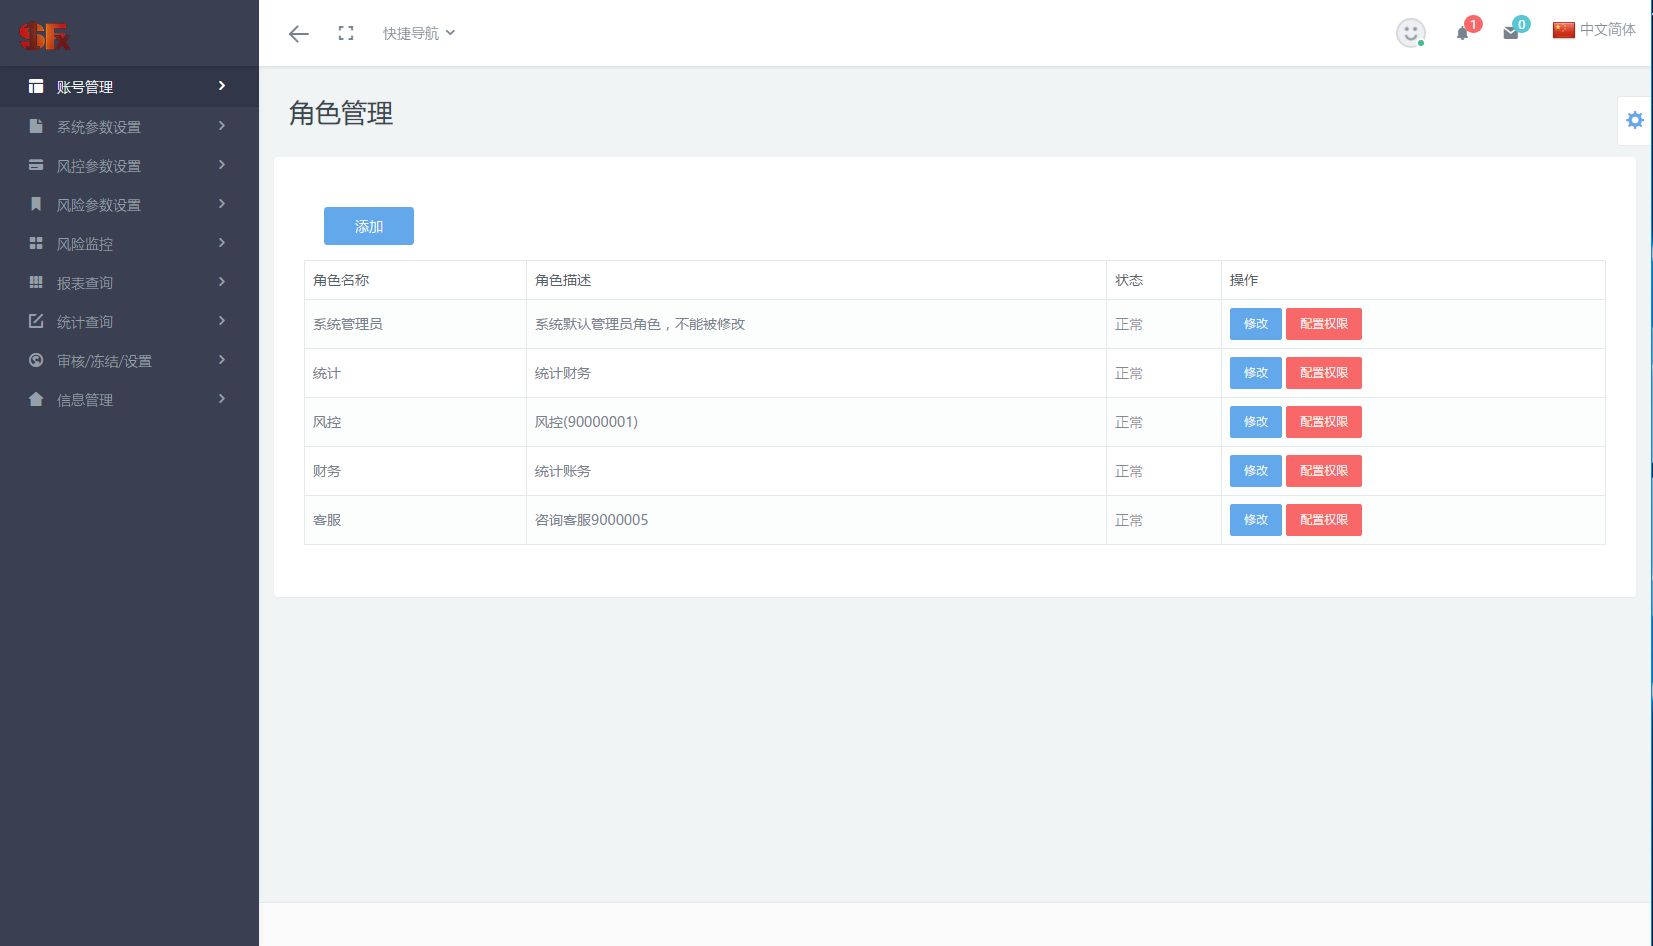 快捷导航
1
0
中文简体
账号管理
系统参数设置
风控参数设置
风险参数设置
风险监控
报表查询
统计查询
审核/冻结/设置
信息管理
角色管理
添加
角色名称 角色描述 状态 操作
系统管理员 系统默认管理员角色，不能被修改 正常 修改 配置权限
统计 统计财务 正常 修改 配置权限
风控 风控(90000001) 正常 修改 配置权限
财务 统计账务 正常 修改 配置权限
客服 咨询客服9000005 正常 修改 配置权限